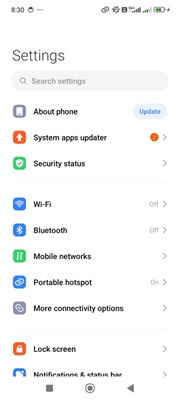 8:30
Settings
Search settings
About phone Update
System apps updater
Security status
Wi-Fi Off
Bluetooth Off
Mobile networks
Portable hotspot On
More connectivity options
Lock screen
Notifications & status bar